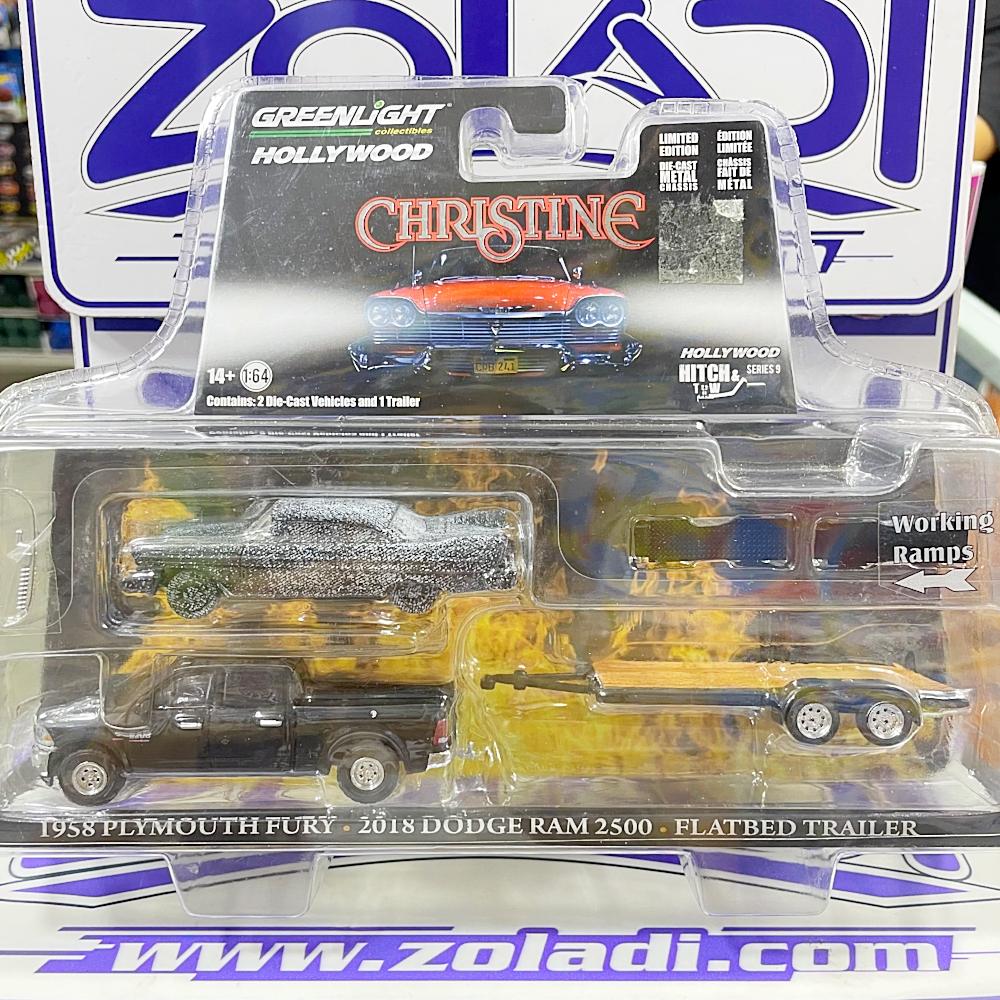 ZOLADI
GREENLIGHT®
collectibles
HOLLYWOOD
LIMITED EDITION
ÉDITION LIMITÉE
DIE-CAST METAL CHASSIS
CHÂSSIS FAIT DE MÉTAL
CHRISTINE
CRB 241
14+ 1:64
Contains: 2 Die-Cast Vehicles and 1 Trailer
HOLLYWOOD
HITCH & TOW SERIES 9
Working
Ramps
1958 PLYMOUTH FURY • 2018 DODGE RAM 2500 • FLATBED TRAILER
www.zoladi.com